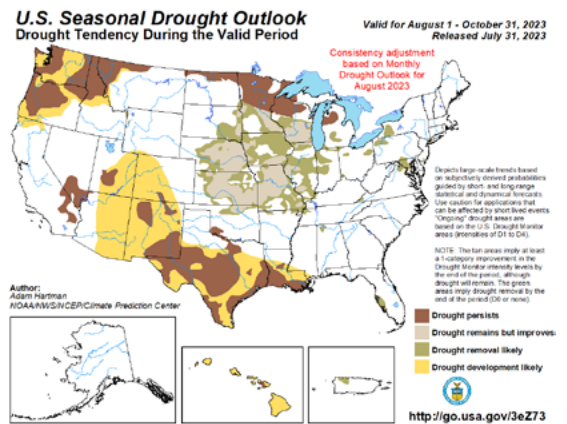 U.S. Seasonal Drought Outlook
Drought Tendency During the Valid Period
Valid for August 1 - October 31, 2023
Released July 31, 2023
Consistency adjustment
based on Monthly
Drought Outlook for
August 2023
Depicts large-scale trends based
on subjectively derived probabilities
guided by short- and long-range
statistical and dynamical forecasts.
Use caution for applications that
can be affected by short lived events.
"Ongoing" drought areas are
based on the U.S. Drought Monitor
areas (intensities of D1 to D4).
NOTE: The tan areas imply at least
a 1-category improvement in the
Drought Monitor intensity levels by
the end of the period, although
drought will remain. The green
areas imply drought removal by the
end of the period (D0 or none).
Author:
Adam Hartman
NOAA/NWS/NCEP/Climate Prediction Center
Drought persists
Drought remains but improves
Drought removal likely
Drought development likely
http://go.usa.gov/3eZ73